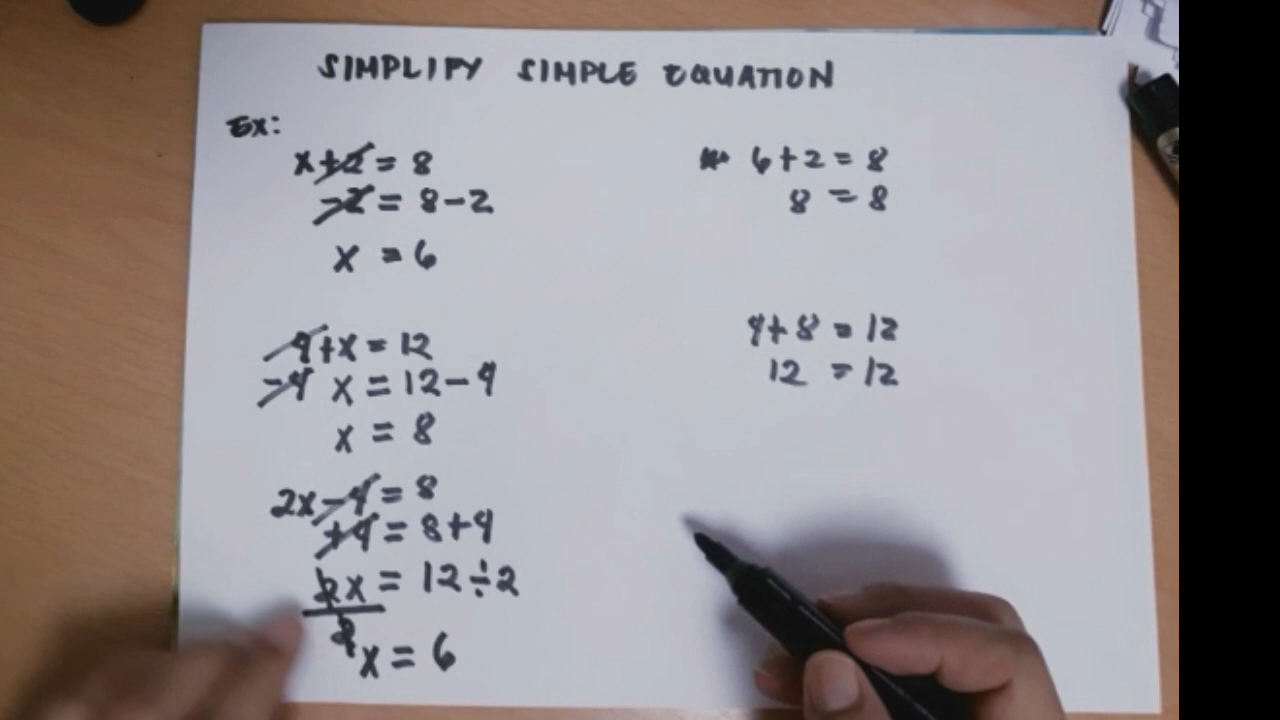 SIMPLIFY SIMPLE EQUATION
Ex:
x+2 = 8
-2 = 8-2
x = 6
4+x = 12
-4 x = 12-4
x = 8
2x-4 = 8
+4 = 8+4
2x = 12÷2
2
x = 6
6+2 = 8
8 = 8
4+8 = 12
12 = 12